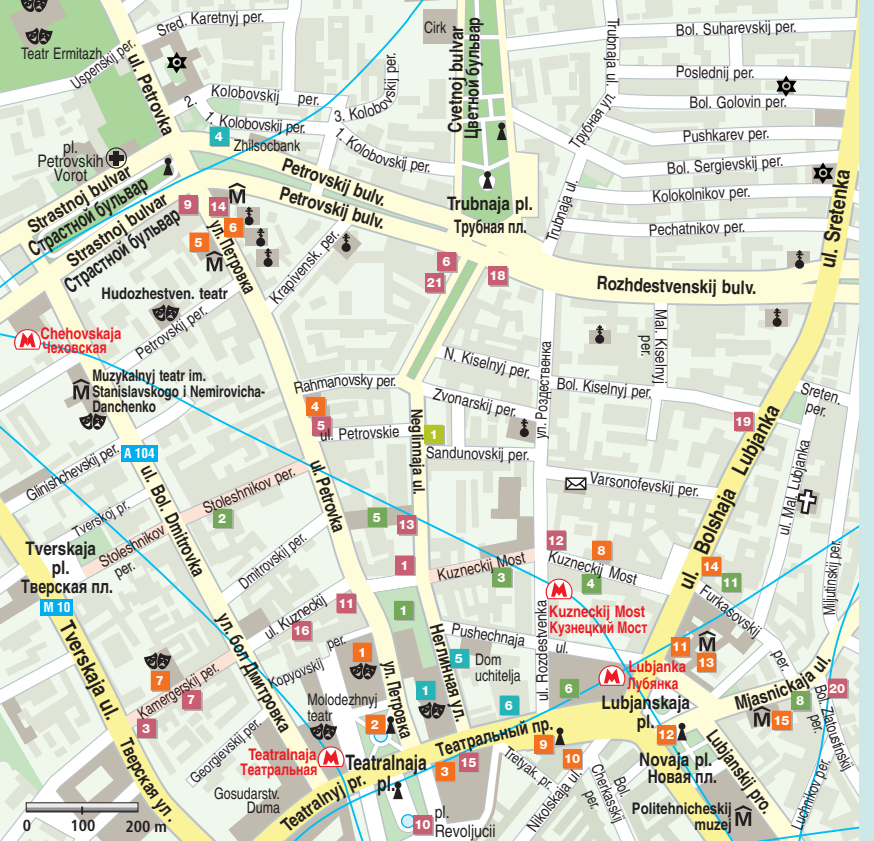 Teatr Ermitazh
Uspenskij per.
Sred. Karetnyj per.
ul. Petrovka
2.
Kolobovskij per.
1. Kolobovskij per.
3. Kolobovskij per.
1. Kolobovskij per.
4
Zhilsocbank
Cirk
Cvetnoj bulvar
Цветной бульвар
Trubnaja ul.
Трубная ул.
Trubnaja ul.
Bol. Suharevskij per.
Poslednij per.
Bol. Golovin per.
Pushkarev per.
Bol. Sergievskij per.
Kolokolnikov per.
Pechatnikov per.
ul. Sretenka
pl.
Petrovskih
Vorot
Strastnoj bulvar
Страстной бульвар
Strastnoj bulvar
Страстной бульвар
Petrovskij bulv.
Petrovskij bulv.
Trubnaja pl.
Трубная пл.
9
14
M
6
5
M
ул. Петровка
Krapivensk. per.
6
21
18
Rozhdestvenskij bulv.
Hudozhestven. teatr
Petrovskij per.
M
Chehovskaja
Чеховская
M
Muzykalnyj teatr im.
Stanislavskogo i Nemirovicha-
Danchenko
Rahmanovsky per.
4
5
ul. Petrovskie
Neglinnaja ul.
1
N. Kiselnyj per.
Zvonarskij per.
Sandunovskij per.
ул. Роздественка
Bol. Kiselnyj per.
Mal. Kiselnyj
per.
19
Sreten.
per.
Glinishchevskij per.
A 104
ul. Bol. Dmitrovka
Stoleshnikov per.
2
ul. Petrovka
5
13
Varsonofevskij per.
ul. Bolshaja Lubjanka
ul. Mal. Lubjanka
Tverskoj pr.
Stoleshnikov
per.
Tverskaja
pl.
Тверская пл.
M 10
Dmitrovskij per.
1
Kuzneckij Most
3
12
8
Kuzneckij Most
4
14
11
Furkasovskij
per.
Miljutinskij per.
ul. Kuzneckij
11
16
1
M
Kuzneckij Most
Кузнецкий Мост
Tverskaja ul.
Тверская ул.
ул. бол Дмитровка
Kopyovskij per.
1
ул. Петровка
Неглинная ул.
Pushechnaja
ul.
5
Dom
uchitelja
ul. Rozdestvenka
11
M
13
7
Kamergerskij per.
7
3
Georgievskij per.
Molodezhnyj
teatr
1
2
6
6
M
Lubjanka
Лубянка
Lubjanskaja
pl.
12
Mjasnickaja ul.
8
M
15
20
Bol. Zlatoustinskij
per.
Teatralnaja
Театральная
M
Teatralnaja
pl.
Театральный пр.
9
10
3
15
Tretyak. pr.
Nikolskaja ul.
Bol.
Cherkasskij
per.
Novaja pl.
Новая пл.
Lubjanskij pro.
Luchnikov per.
Gosudarstv.
Duma
Teatralnyj pr.
10
pl.
Revoljucii
Politehnicheskij
muzej
M
0 100 200 m